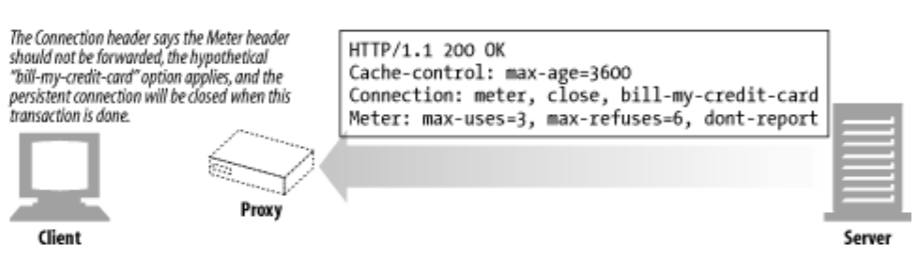 The Connection header says the Meter header
should not be forwarded, the hypothetical
"bill-my-credit-card" option applies, and the
persistent connection will be closed when this
transaction is done.
HTTP/1.1 200 OK
Cache-control: max-age=3600
Connection: meter, close, bill-my-credit-card
Meter: max-uses=3, max-refuses=6, dont-report
Client
Proxy
Server